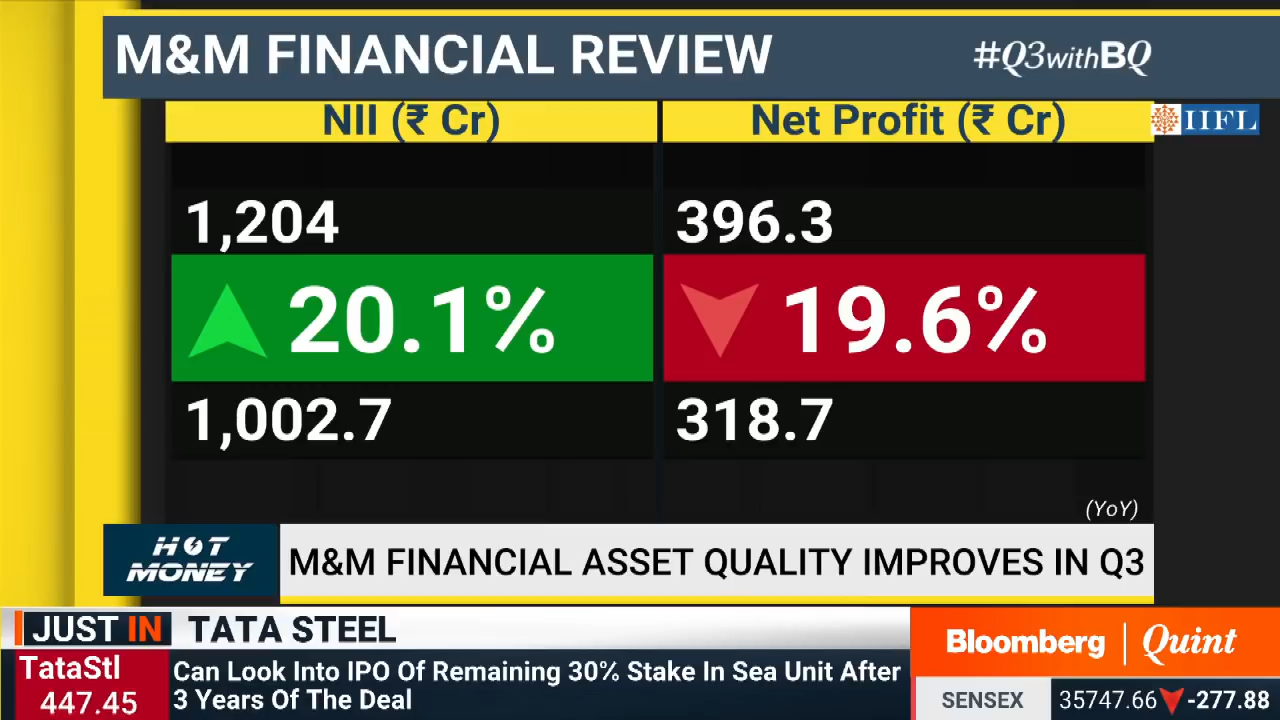 M&M FINANCIAL REVIEW
#Q3withBQ
NII (₹ Cr)
Net Profit (₹ Cr)
IIFL
1,204
396.3
20.1%
19.6%
1,002.7
318.7
(YoY)
HOT
MONEY
M&M FINANCIAL ASSET QUALITY IMPROVES IN Q3
JUST IN
TATA STEEL
TataStl
447.45
Can Look Into IPO Of Remaining 30% Stake In Sea Unit After
3 Years Of The Deal
Bloomberg | Quint
SENSEX
35747.66
-277.88